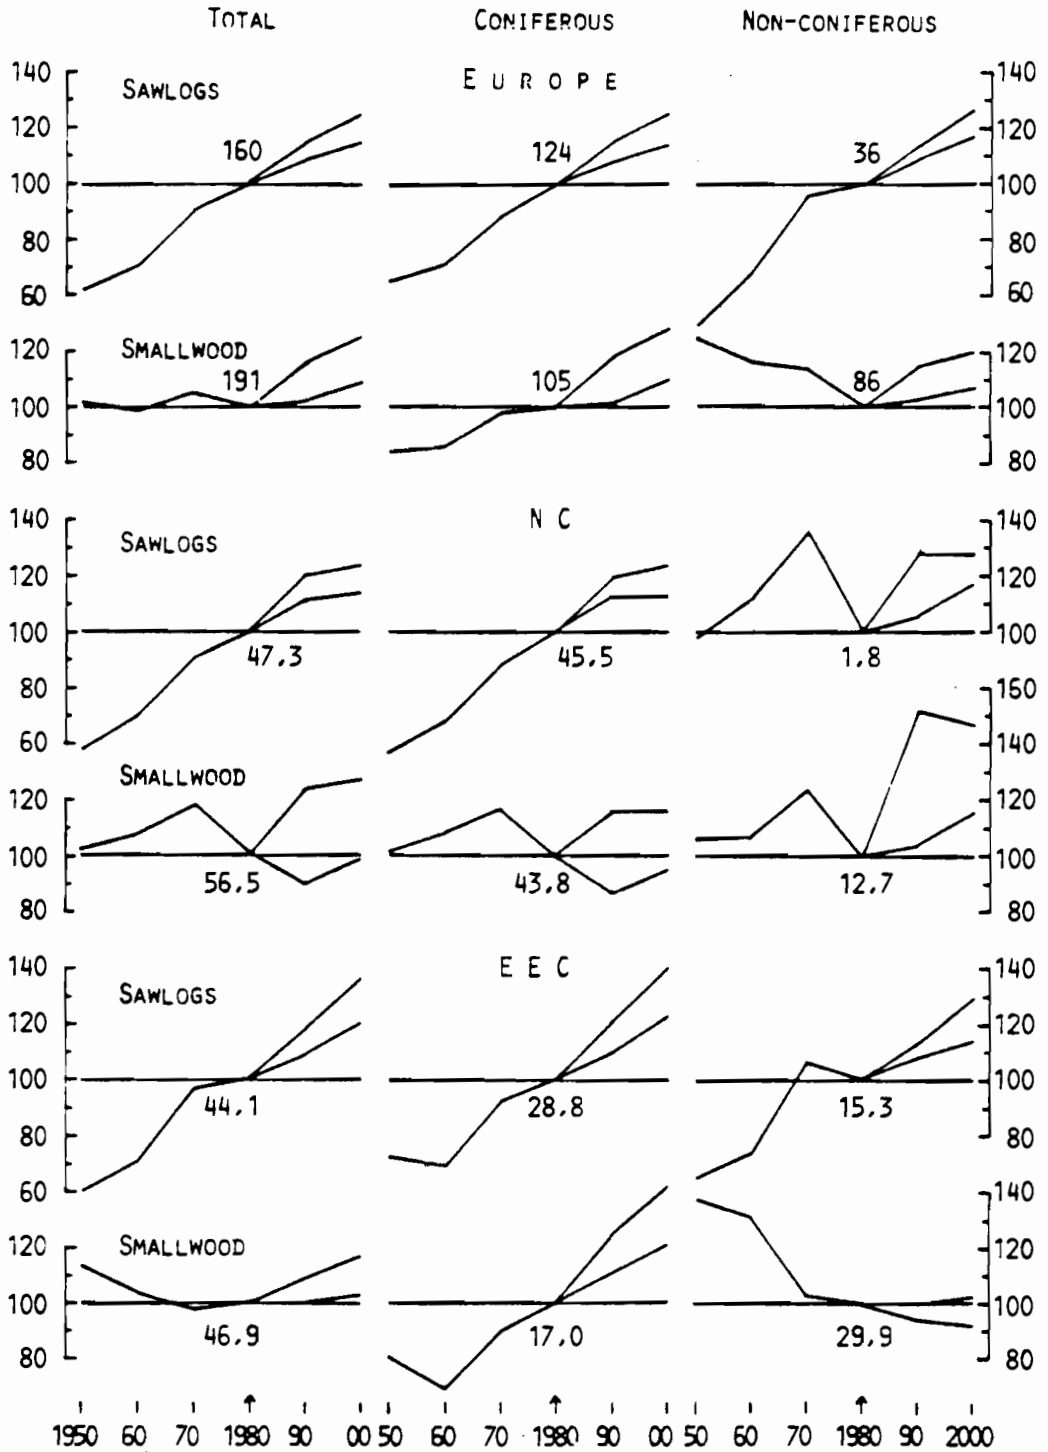 TOTAL CONIFEROUS NON-CONIFEROUS
140 SAWLOGS EUROPE 140
120 160 124 36 120
100 100
80 80
60 60
120 SMALLWOOD 120
191 105 86
100 100
80 80
140 SAWLOGS NC 140
120 120
100 100
47.3 45.5 1.8
80 150
60 140
SMALLWOOD
120 120
100 100
56.5 43.8 12.7
80 80
140 SAWLOGS EEC 140
120 120
100 100
44.1 28.8 15.3
80 80
60 140
120 SMALLWOOD 120
100 100
46.9 17.0 29.9
80 80
1950 60 70 1980 90 00 50 60 70 1980 90 00 50 60 70 1980 90 2000